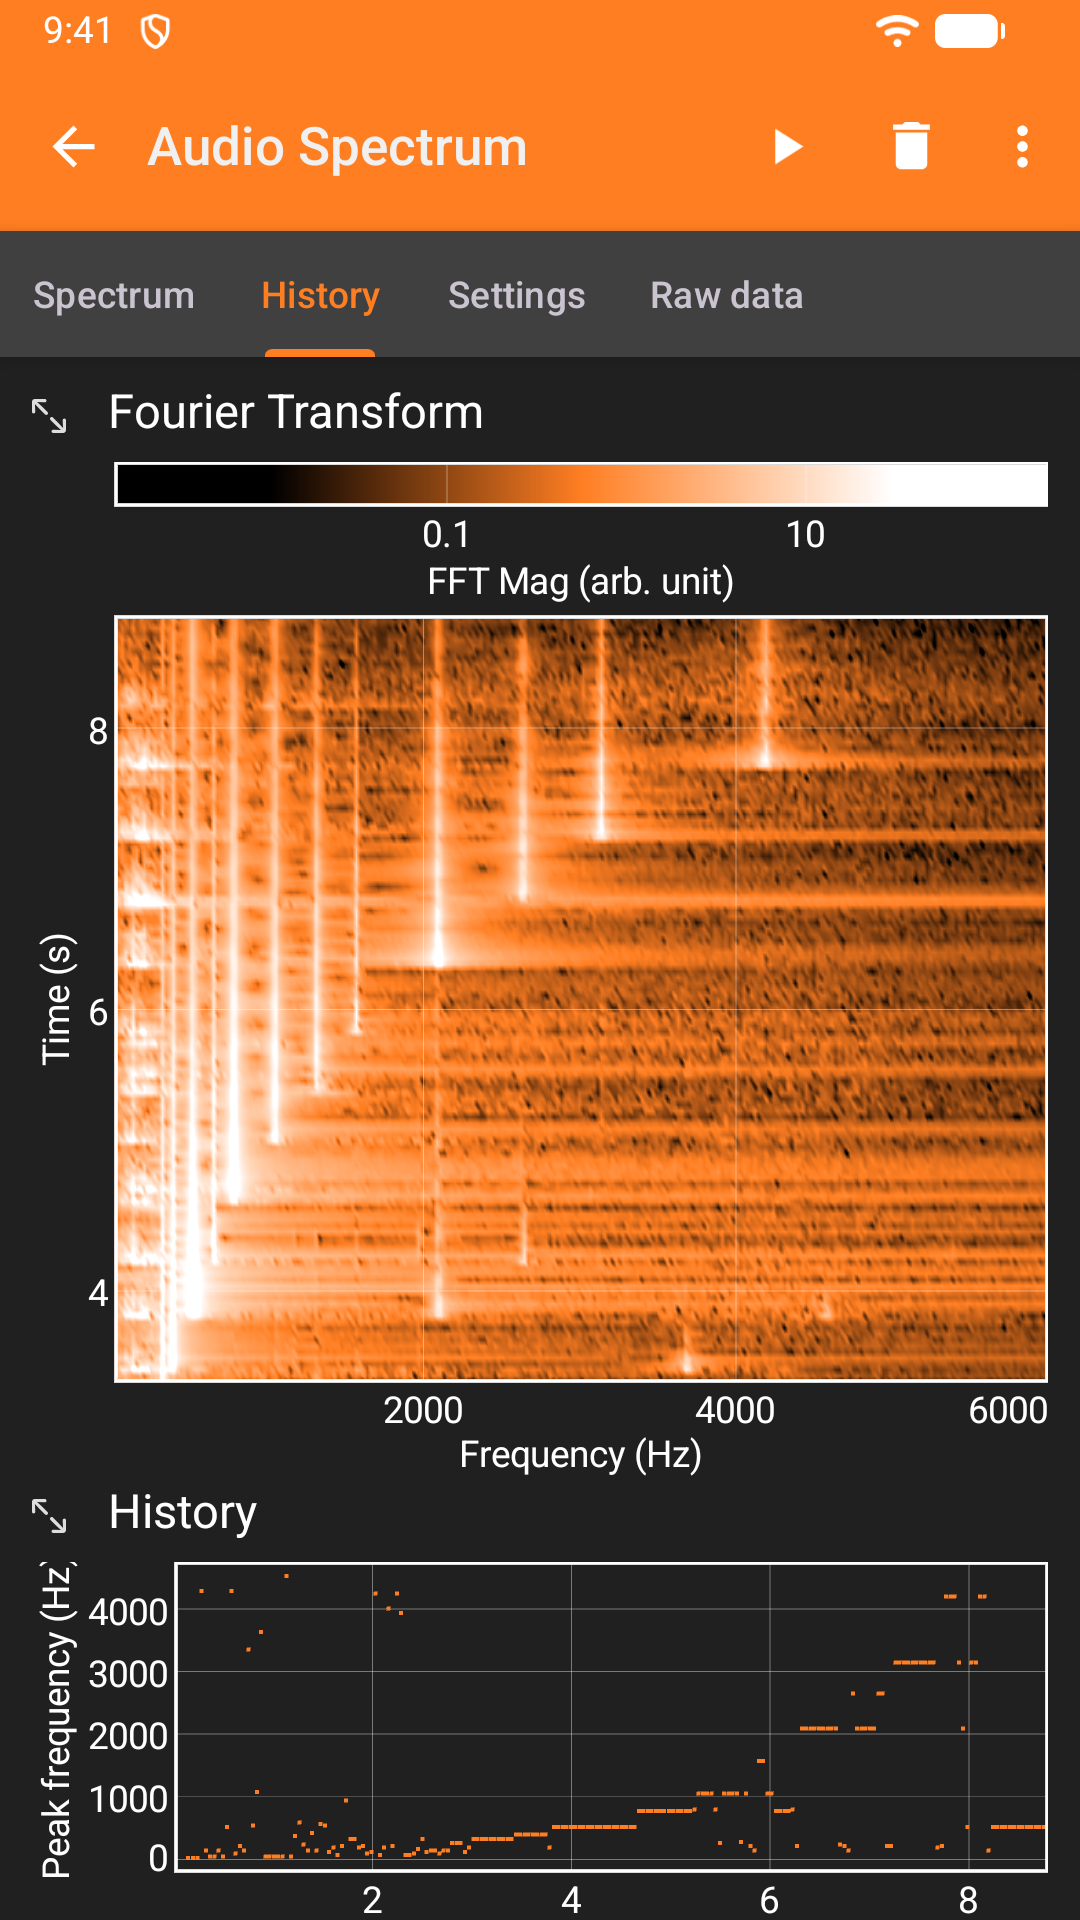 9:41
Audio Spectrum
Spectrum History Settings Raw data
Fourier Transform
0.1 10
FFT Mag (arb. unit)
8
6
4
Time (s)
2000 4000 6000
Frequency (Hz)
History
Peak frequency (Hz)
4000
3000
2000
1000
0
2 4 6 8